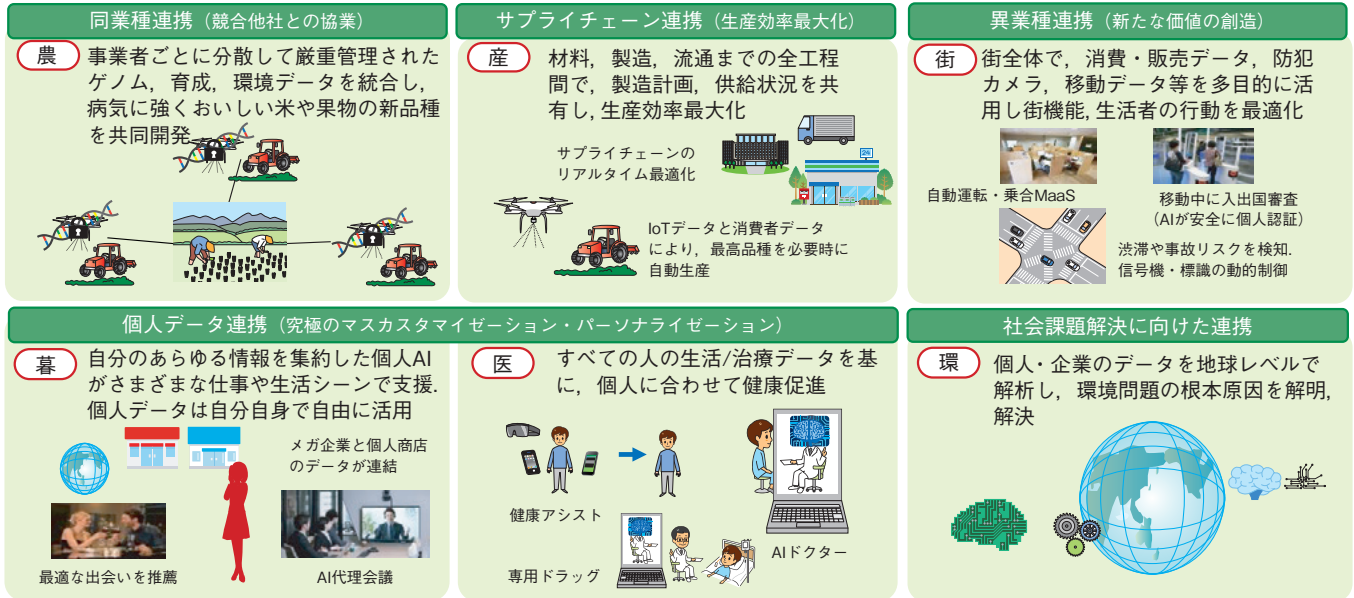 同業種連携（競合他社との協業）
農
事業者ごとに分散して厳重管理された
ゲノム，育成，環境データを統合し，
病気に強くおいしい米や果物の新品種
を共同開発
サプライチェーン連携（生産効率最大化）
産
材料，製造，流通までの全工程
間で，製造計画，供給状況を共
有し，生産効率最大化
サプライチェーンの
リアルタイム最適化
24
IoTデータと消費者データ
により，最高品種を必要時に
自動生産
異業種連携（新たな価値の創造）
街
街全体で，消費・販売データ，防犯
カメラ，移動データ等を多目的に活
用し街機能，生活者の行動を最適化
自動運転・乗合MaaS
移動中に入出国審査
（AIが安全に個人認証）
渋滞や事故リスクを検知．
信号機・標識の動的制御
個人データ連携（究極のマスカスタマイゼーション・パーソナライゼーション）
暮
自分のあらゆる情報を集約した個人AI
がさまざまな仕事や生活シーンで支援．
個人データは自分自身で自由に活用
メガ企業と個人商店
のデータが連結
最適な出会いを推薦
AI代理会議
医
すべての人の生活/治療データを基
に，個人に合わせて健康促進
健康アシスト
専用ドラッグ
AIドクター
社会課題解決に向けた連携
環
個人・企業のデータを地球レベルで
解析し，環境問題の根本原因を解明，
解決